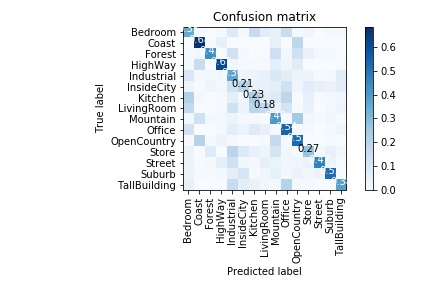 Confusion matrix
True label
Bedroom
Coast
Forest
HighWay
Industrial
InsideCity
Kitchen
LivingRoom
Mountain
Office
OpenCountry
Store
Street
Suburb
TallBuilding
0.21
0.23
0.18
0.27
0.6
0.5
0.4
0.3
0.2
0.1
0.0
Bedroom
Coast
Forest
HighWay
Industrial
InsideCity
Kitchen
LivingRoom
Mountain
Office
OpenCountry
Store
Street
Suburb
TallBuilding
Predicted label